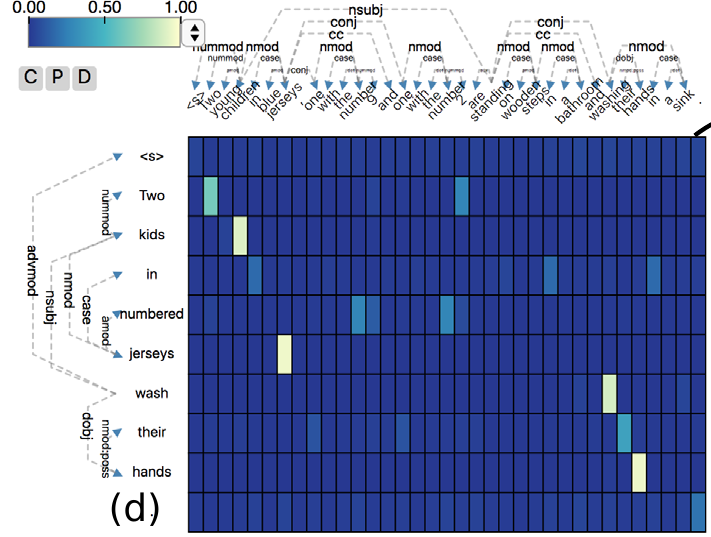 0.00 0.50 1.00
C P D
nsubj
conj conj
cc cc
nummod nmod nmod nmod nmod nmod nmod
nummod case case case case case dobj case
conj
<s> Two young children in blue jerseys , one with the number 9 and one with the number 2 are standing on wooden steps in a bathroom and washing their hands in a sink .
<s>
Two
kids
in
numbered
jerseys
wash
their
hands
advmod
nsubj
nmod
case
amod
nummod
dobj
nmod:poss
(d)